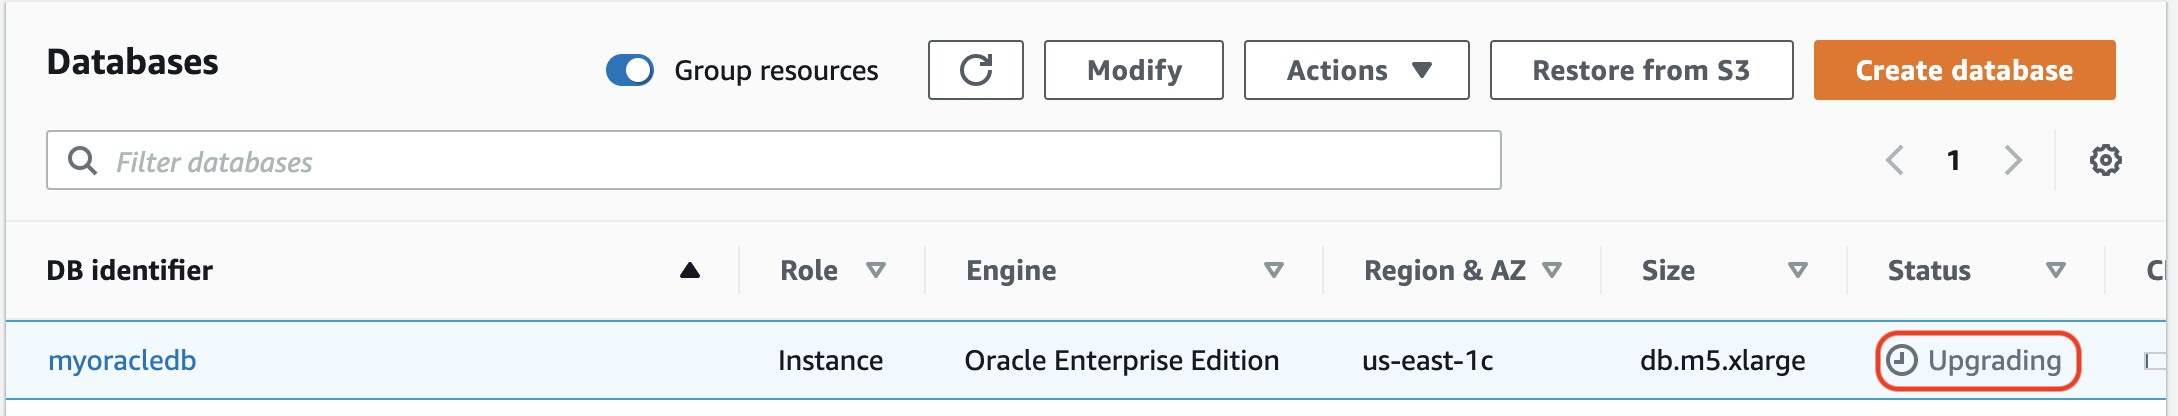 Databases
Group resources
Modify
Actions
Restore from S3
Create database
Filter databases
1
DB identifier Role Engine Region & AZ Size Status
myoracledb Instance Oracle Enterprise Edition us-east-1c db.m5.xlarge Upgrading